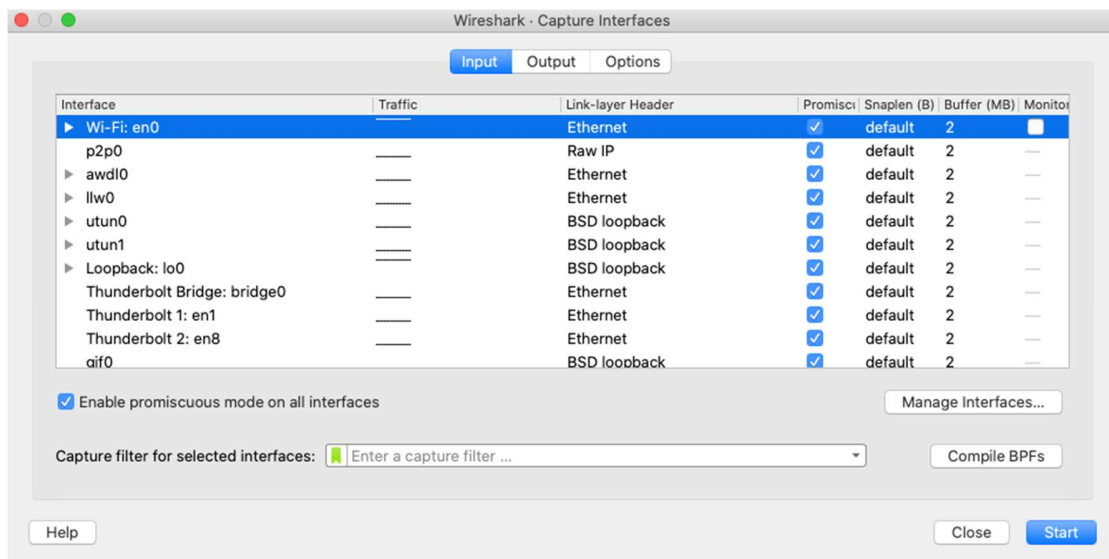 Wireshark · Capture Interfaces
Input Output Options
Interface Traffic Link-layer Header Promiscu Snaplen (B) Buffer (MB) Monitor
Wi-Fi: en0 Ethernet default 2
p2p0 Raw IP default 2 —
awdl0 Ethernet default 2 —
llw0 Ethernet default 2 —
utun0 BSD loopback default 2 —
utun1 BSD loopback default 2 —
Loopback: lo0 BSD loopback default 2 —
Thunderbolt Bridge: bridge0 Ethernet default 2 —
Thunderbolt 1: en1 Ethernet default 2 —
Thunderbolt 2: en8 Ethernet default 2 —
gif0 BSD loopback default 2 —
Enable promiscuous mode on all interfaces Manage Interfaces...
Capture filter for selected interfaces: Enter a capture filter ... Compile BPFs
Help Close Start